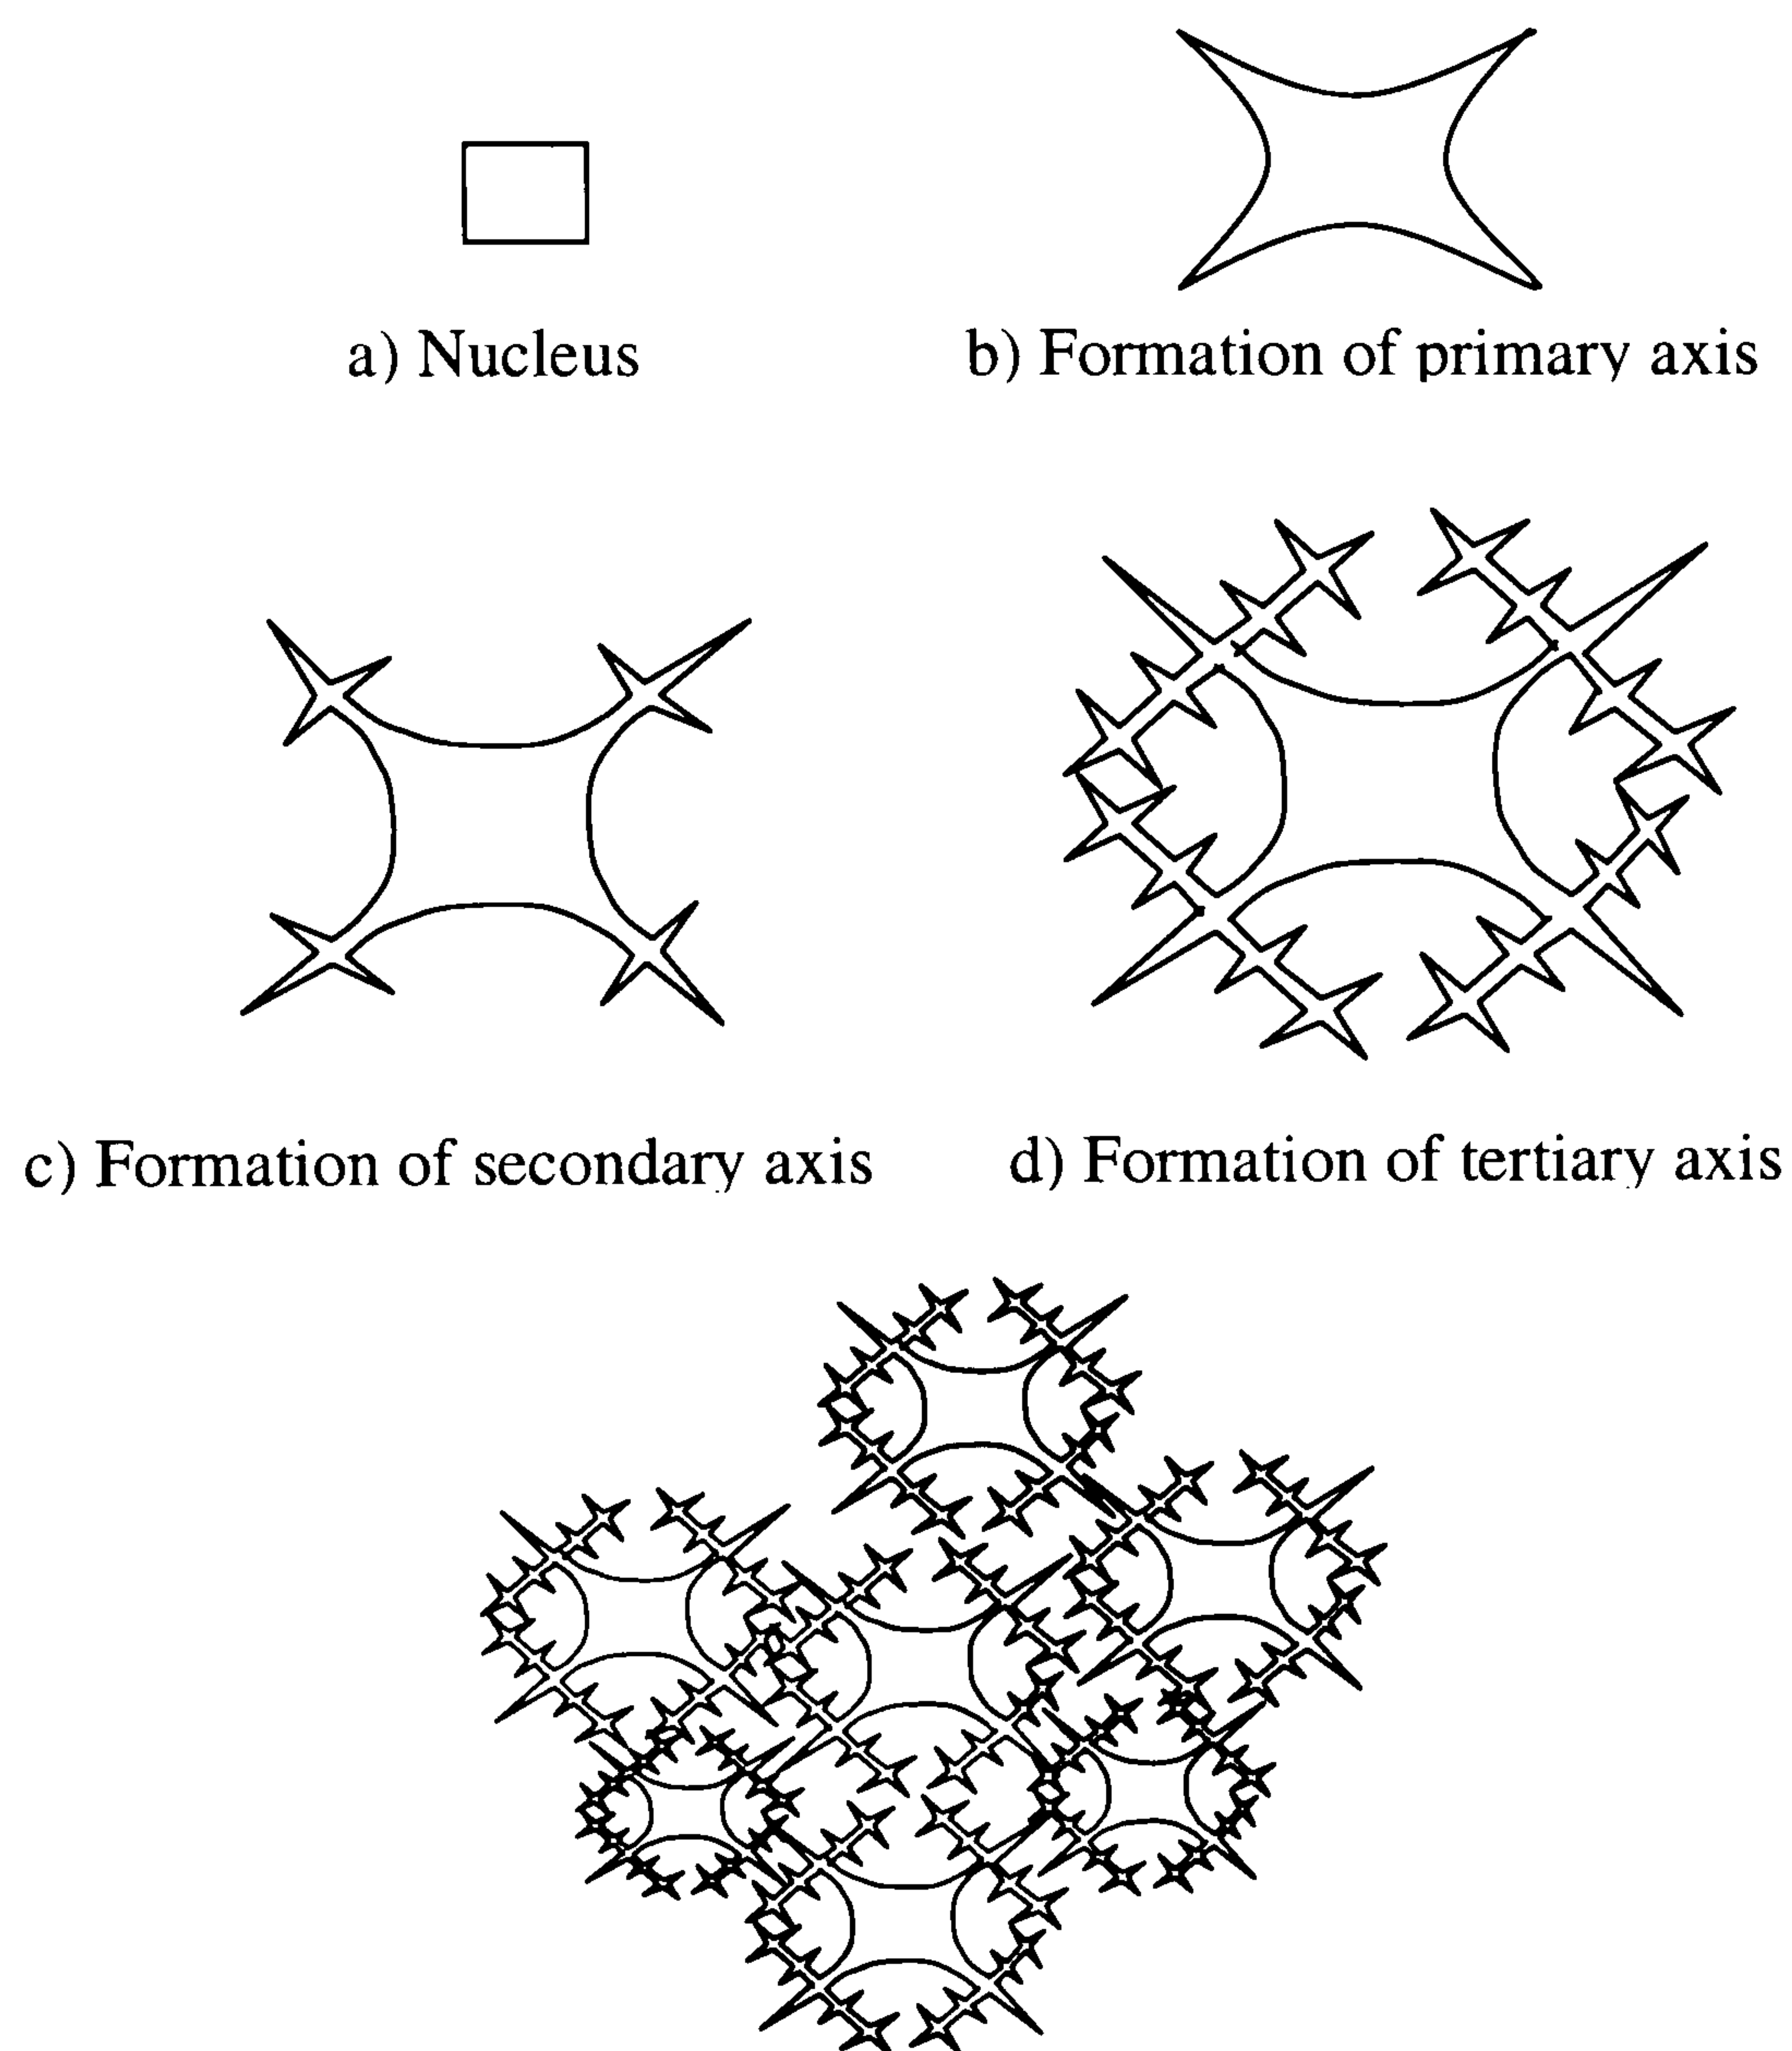 a) Nucleus
b) Formation of primary axis
c) Formation of secondary axis
d) Formation of tertiary axis